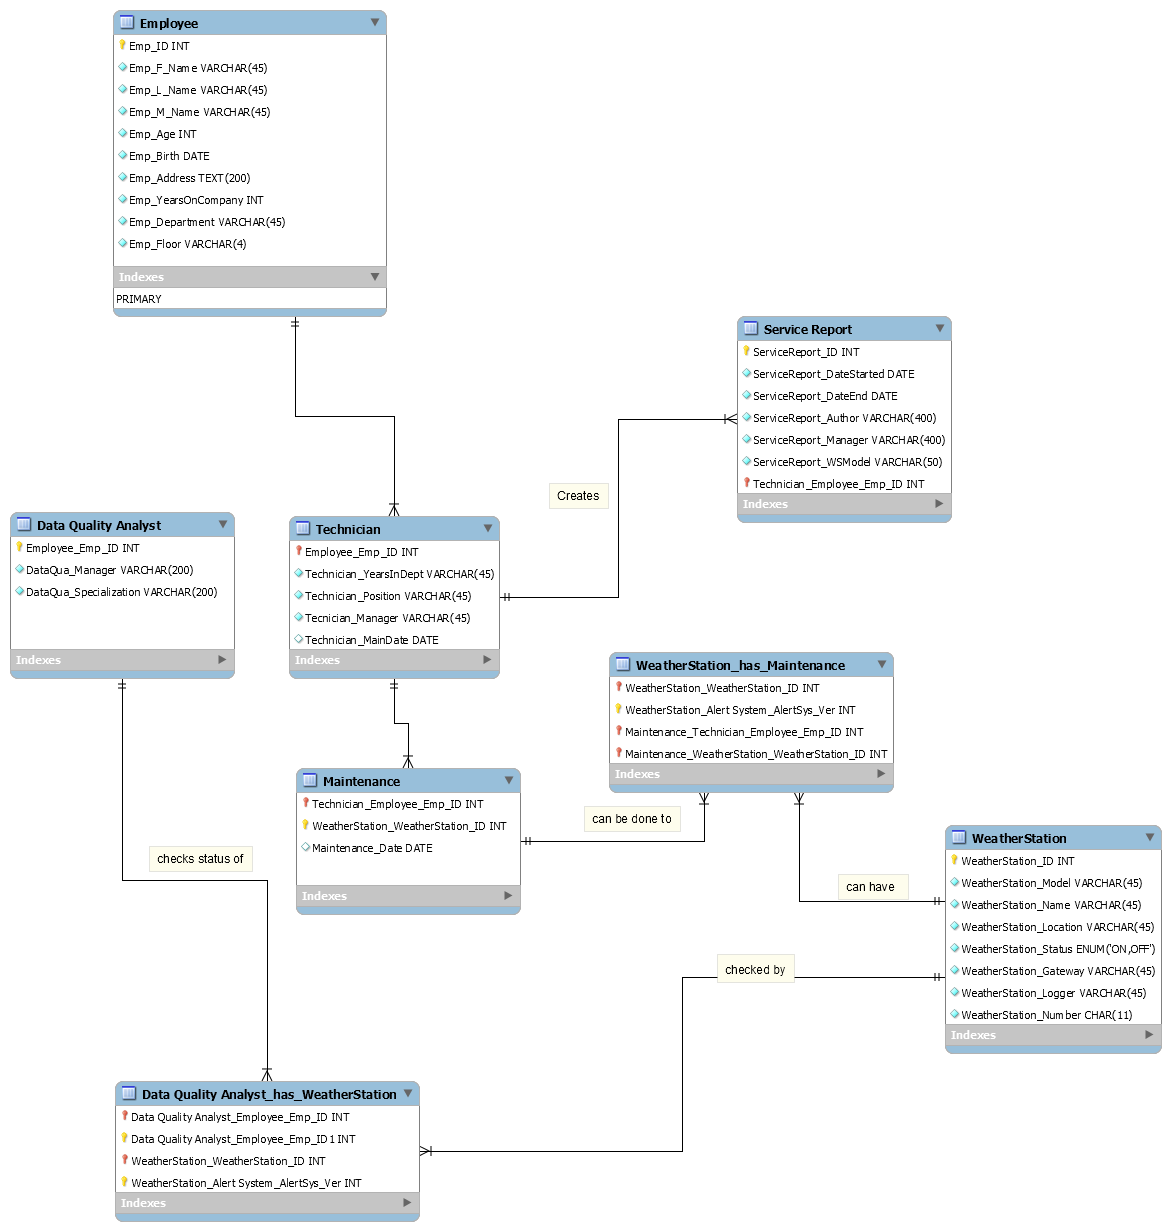 Employee
Emp_ID INT
Emp_F_Name VARCHAR(45)
Emp_L_Name VARCHAR(45)
Emp_M_Name VARCHAR(45)
Emp_Age INT
Emp_Birth DATE
Emp_Address TEXT(200)
Emp_YearsOnCompany INT
Emp_Department VARCHAR(45)
Emp_Floor VARCHAR(4)
Indexes
PRIMARY
Service Report
ServiceReport_ID INT
ServiceReport_DateStarted DATE
ServiceReport_DateEnd DATE
ServiceReport_Author VARCHAR(400)
ServiceReport_Manager VARCHAR(400)
ServiceReport_WSModel VARCHAR(50)
Technician_Employee_Emp_ID INT
Indexes
Creates
Data Quality Analyst
Employee_Emp_ID INT
DataQua_Manager VARCHAR(200)
DataQua_Specialization VARCHAR(200)
Indexes
Technician
Employee_Emp_ID INT
Technician_YearsInDept VARCHAR(45)
Technician_Position VARCHAR(45)
Tecnician_Manager VARCHAR(45)
Technician_MainDate DATE
Indexes
WeatherStation_has_Maintenance
WeatherStation_WeatherStation_ID INT
WeatherStation_Alert System_AlertSys_Ver INT
Maintenance_Technician_Employee_Emp_ID INT
Maintenance_WeatherStation_WeatherStation_ID INT
Indexes
Maintenance
Technician_Employee_Emp_ID INT
WeatherStation_WeatherStation_ID INT
Maintenance_Date DATE
Indexes
can be done to
checks status of
can have
WeatherStation
WeatherStation_ID INT
WeatherStation_Model VARCHAR(45)
WeatherStation_Name VARCHAR(45)
WeatherStation_Location VARCHAR(45)
WeatherStation_Status ENUM('ON,OFF')
WeatherStation_Gateway VARCHAR(45)
WeatherStation_Logger VARCHAR(45)
WeatherStation_Number CHAR(11)
Indexes
checked by
Data Quality Analyst_has_WeatherStation
Data Quality Analyst_Employee_Emp_ID INT
Data Quality Analyst_Employee_Emp_ID1 INT
WeatherStation_WeatherStation_ID INT
WeatherStation_Alert System_AlertSys_Ver INT
Indexes